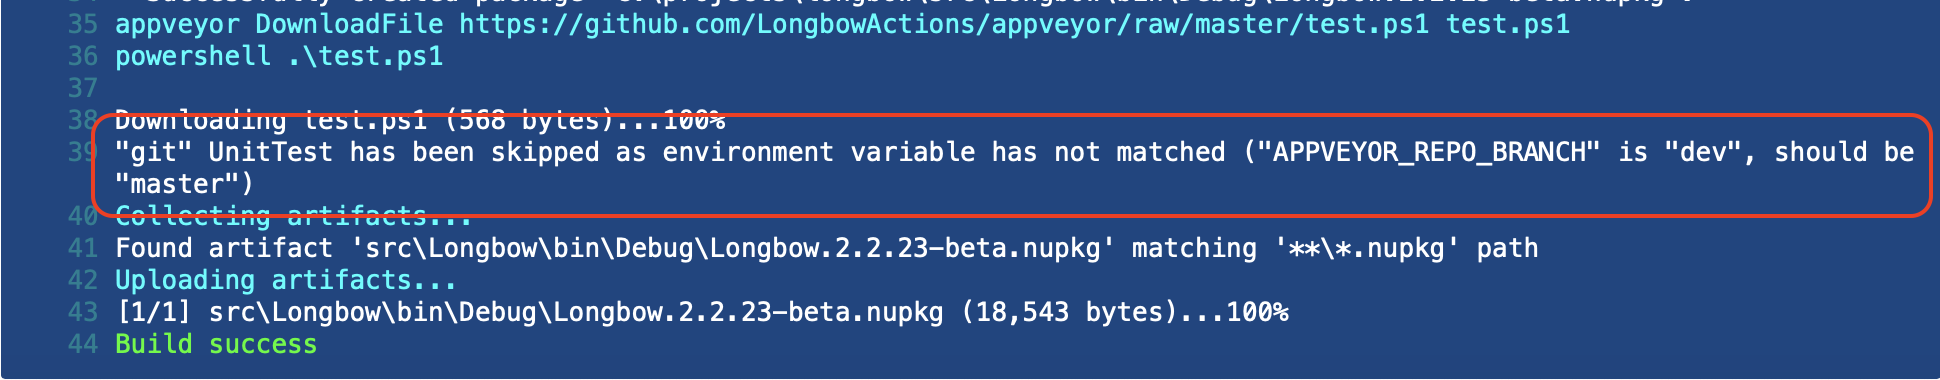 35 appveyor DownloadFile https://github.com/LongbowActions/appveyor/raw/master/test.ps1 test.ps1
36 powershell .\test.ps1
37
38 Downloading test.ps1 (568 bytes)...100%
39 "git" UnitTest has been skipped as environment variable has not matched ("APPVEYOR_REPO_BRANCH" is "dev", should be
"master")
40 Collecting artifacts...
41 Found artifact 'src\Longbow\bin\Debug\Longbow.2.2.23-beta.nupkg' matching '**\*.nupkg' path
42 Uploading artifacts...
43 [1/1] src\Longbow\bin\Debug\Longbow.2.2.23-beta.nupkg (18,543 bytes)...100%
44 Build success